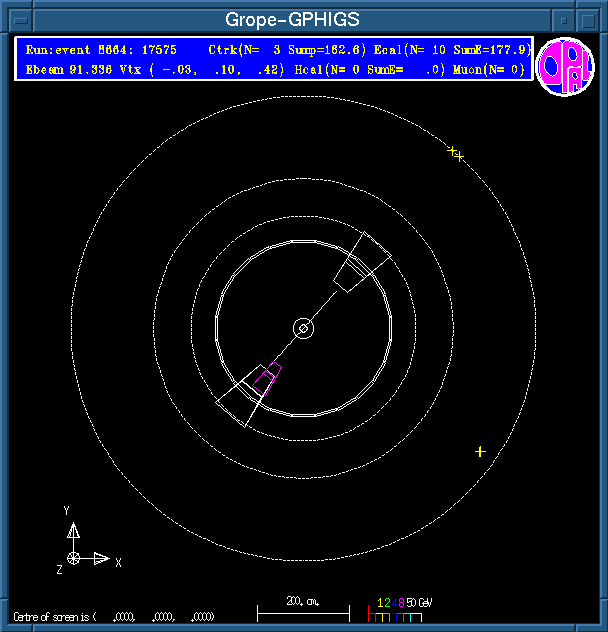 Grope-GPHIGS
Run:event 8664: 17575 Ctrk(N= 3 Sump=182.6) Ecal(N= 10 SumE=177.9)
Ebeam 91.336 Vtx ( -.03, .10, .42) Hcal(N= 0 SumE= .0) Muon(N= 0)
OPAL
Y
X
Z
200. cm.
1 2 4 8 50 GeV
Centre of screen is ( .0000, .0000, .0000)